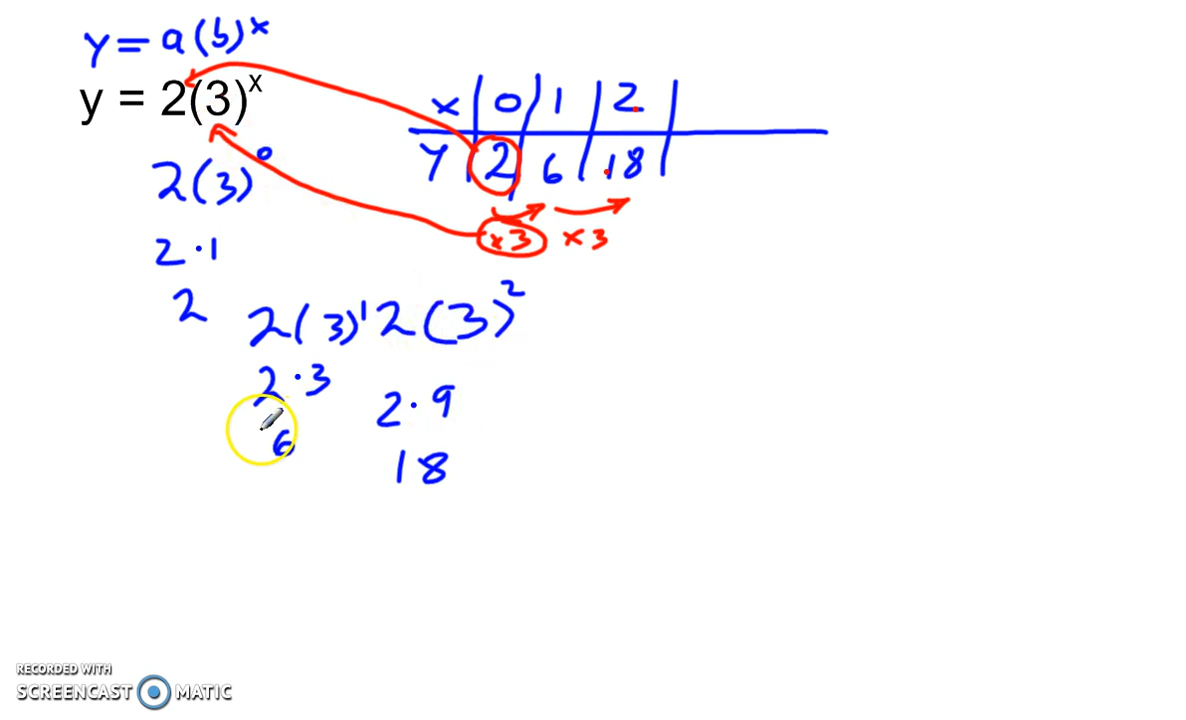 y = a(b)^x
y = 2(3)^x
x 0 1 2
y 2 6 18
×3 ×3
2(3)^0
2·1
2
2(3)^1 2(3)^2
2·3 2·9
6 18
RECORDED WITH
SCREENCAST MATIC